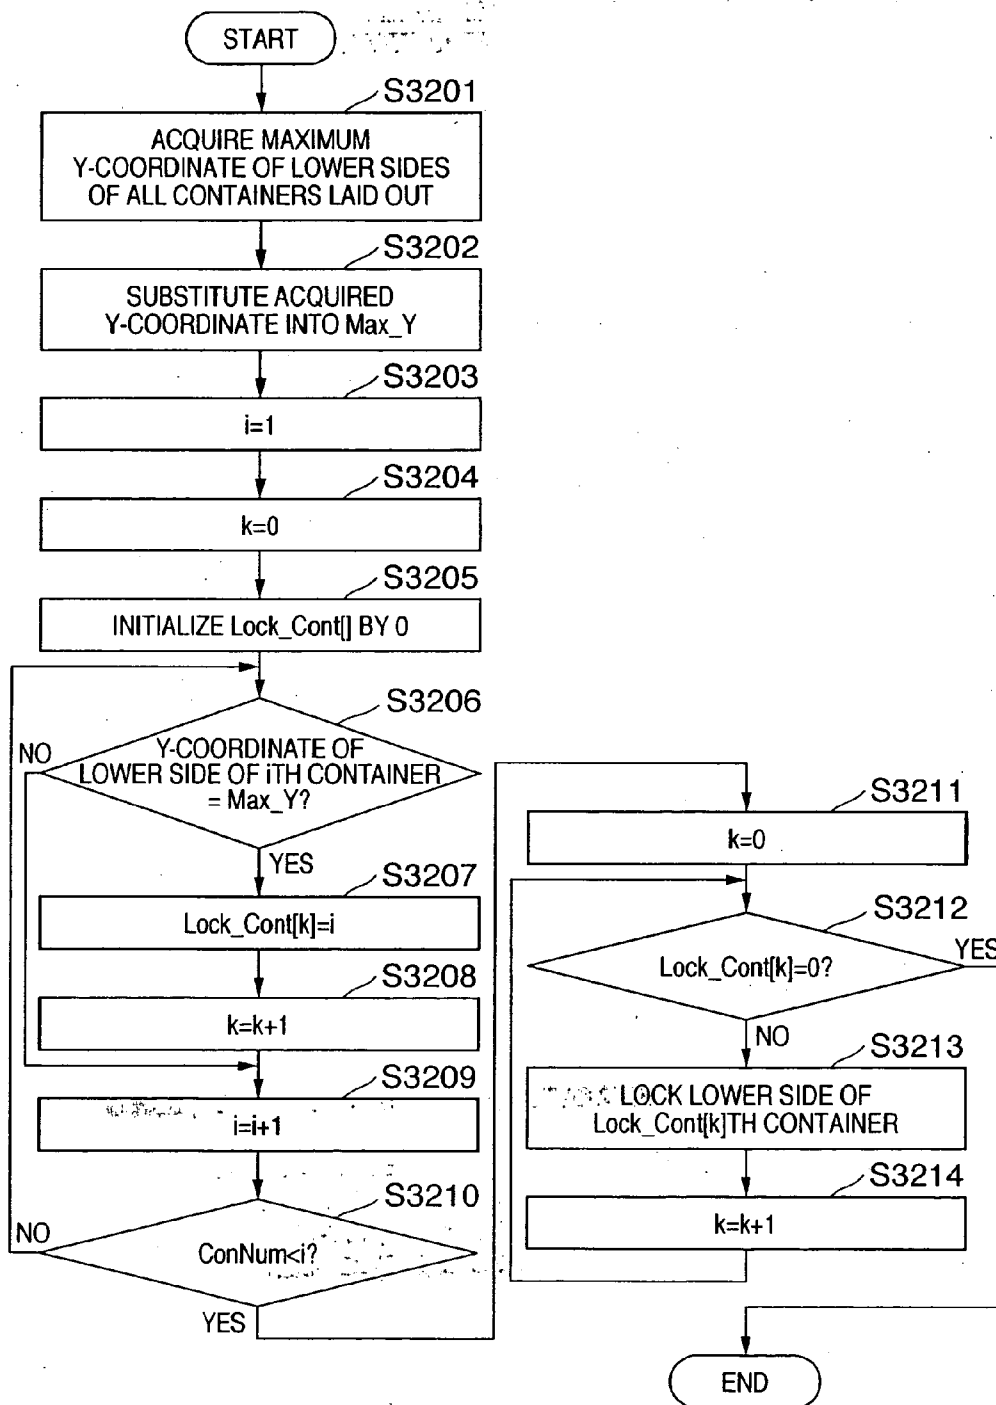 START
S3201
ACQUIRE MAXIMUM
Y-COORDINATE OF LOWER SIDES
OF ALL CONTAINERS LAID OUT
S3202
SUBSTITUTE ACQUIRED
Y-COORDINATE INTO Max_Y
S3203
i=1
S3204
k=0
S3205
INITIALIZE Lock_Cont[] BY 0
S3206
NO
Y-COORDINATE OF
LOWER SIDE OF iTH CONTAINER
= Max_Y?
YES
S3207
Lock_Cont[k]=i
S3208
k=k+1
S3209
i=i+1
S3210
NO
ConNum<i?
YES
S3211
k=0
S3212
YES
Lock_Cont[k]=0?
NO
S3213
LOCK LOWER SIDE OF
Lock_Cont[k]TH CONTAINER
S3214
k=k+1
END